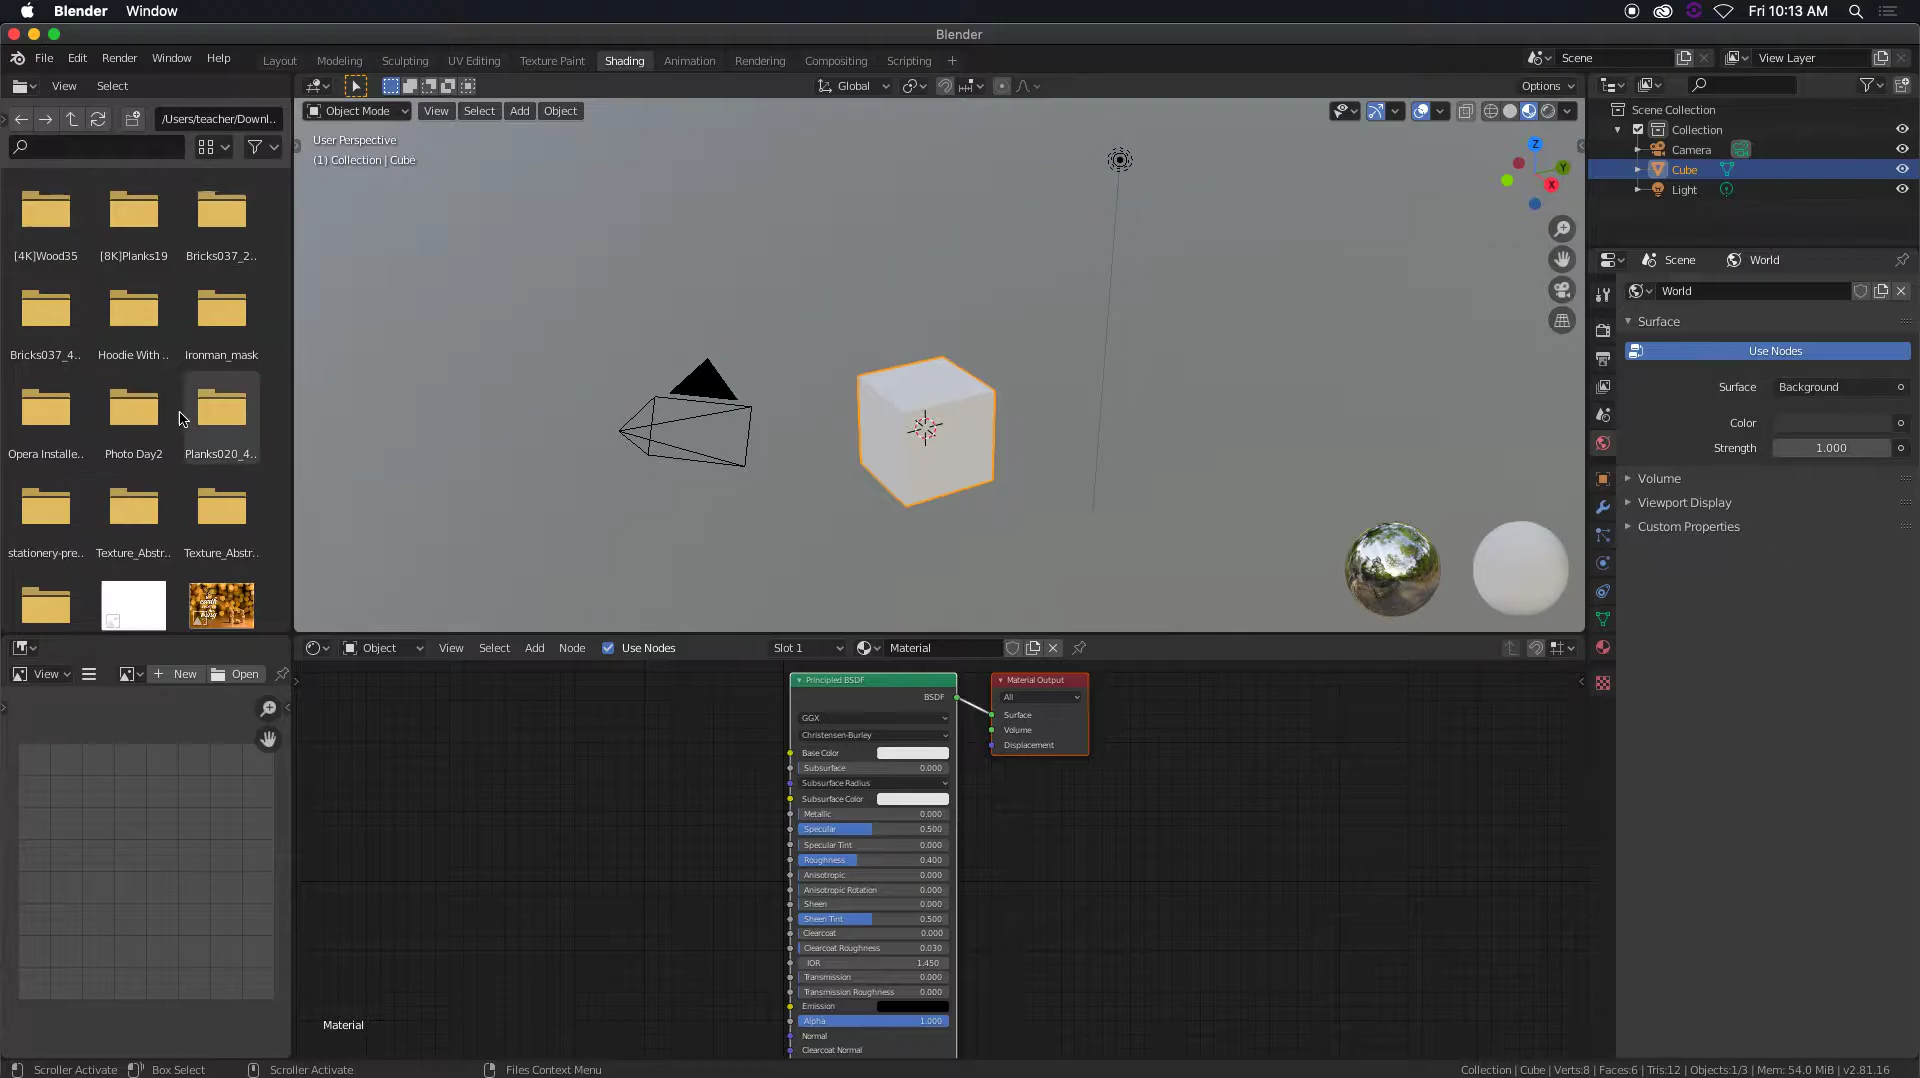 Blender Window Fri 10:13 AM
Blender
File Edit Render Window Help Layout Modeling Sculpting UV Editing Texture Paint Shading Animation Rendering Compositing Scripting + Scene View Layer
View Select Global Options
Object Mode View Select Add Object
/Users/teacher/Downl..
User Perspective
(1) Collection | Cube
Z
Y
X
Scene Collection
Collection
Camera
Cube
Light
[4K]Wood35 [8K]Planks19 Bricks037_2..
Bricks037_4.. Hoodie With .. Ironman_mask
Opera Installe.. Photo Day2 Planks020_4..
stationery-pre.. Texture_Abstr.. Texture_Abstr..
Scene World
World
Surface
Use Nodes
Surface Background
Color
Strength 1.000
Volume
Viewport Display
Custom Properties
Object View Select Add Node Use Nodes Slot 1 Material
View + New Open
Principled BSDF
BSDF
GGX
Christensen-Burley
Base Color
Subsurface 0.000
Subsurface Radius
Subsurface Color
Metallic 0.000
Specular 0.500
Specular Tint 0.000
Roughness 0.400
Anisotropic 0.000
Anisotropic Rotation 0.000
Sheen 0.000
Sheen Tint 0.500
Clearcoat 0.000
Clearcoat Roughness 0.030
IOR 1.450
Transmission 0.000
Transmission Roughness 0.000
Emission
Alpha 1.000
Normal
Clearcoat Normal
Material Output
All
Surface
Volume
Displacement
Material
Scroller Activate Box Select Scroller Activate Files Context Menu Collection | Cube | Verts:8 | Faces:6 | Tris:12 | Objects:1/3 | Mem: 54.0 MiB | v2.81.16